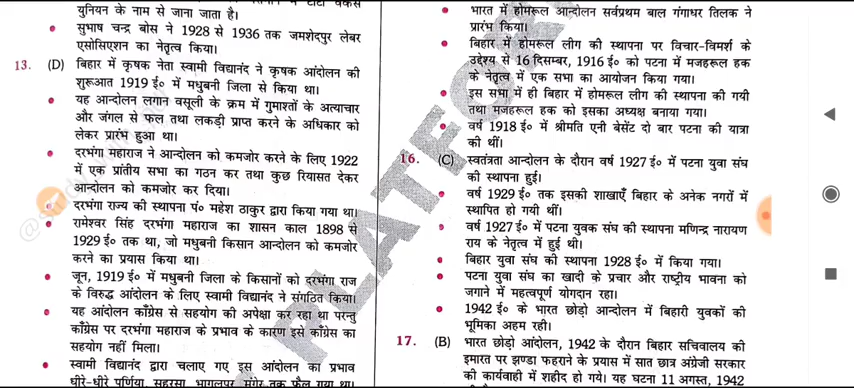 यूनियन के नाम से जाना जाता है।
• सुभाष चन्द्र बोस ने 1928 से 1936 तक जमशेदपुर लेबर
एसोसिएशन का नेतृत्व किया।
13. (D) बिहार में कृषक नेता स्वामी विद्यानंद ने कृषक आंदोलन की
शुरूआत 1919 ई० में मधुबनी जिला से किया था।
• यह आन्दोलन लगान वसूली के क्रम में गुमाश्तों के अत्याचार
और जंगल से फल तथा लकड़ी प्राप्त करने के अधिकार को
लेकर प्रारंभ हुआ था।
• दरभंगा महाराज ने आन्दोलन को कमजोर करने के लिए 1922
में एक प्रांतीय सभा का गठन कर तथा कुछ रियासत देकर
आन्दोलन को कमजोर कर दिया।
• दरभंगा राज्य की स्थापना पं० महेश ठाकुर द्वारा किया गया था।
• रामेश्वर सिंह दरभंगा महाराज का शासन काल 1898 से
1929 ई० तक था, जो मधुबनी किसान आन्दोलन को कमजोर
करने का प्रयास किया था।
• जून, 1919 ई० में मधुबनी जिला के किसानों को दरभंगा राज
के विरुद्ध आंदोलन के लिए स्वामी विद्यानंद ने संगठित किया।
• यह आंदोलन काँग्रेस से सहयोग की अपेक्षा कर रहा था परन्तु
काँग्रेस पर दरभंगा महाराज के प्रभाव के कारण इसे काँग्रेस का
सहयोग नहीं मिला।
• स्वामी विद्यानंद द्वारा चलाए गए इस आंदोलन का प्रभाव
धीरे-धीरे पूर्णिया, सहरसा, भागलपुर, मुंगेर तक फैल गया था।
• भारत में होमरूल आन्दोलन सर्वप्रथम बाल गंगाधर तिलक ने
प्रारंभ किया।
• बिहार में होमरूल लीग की स्थापना पर विचार-विमर्श के
उद्देश्य से 16 दिसम्बर, 1916 ई० को पटना में मजहरूल हक
के नेतृत्व में एक सभा का आयोजन किया गया।
• इस सभा में ही बिहार में होमरूल लीग की स्थापना की गयी
तथा मजहरूल हक को इसका अध्यक्ष बनाया गया।
• वर्ष 1918 ई० में श्रीमति एनी बेसेंट दो बार पटना की यात्रा
की थीं।
16. (C) स्वतंत्रता आन्दोलन के दौरान वर्ष 1927 ई० में पटना युवा संघ
की स्थापना हुई।
• वर्ष 1929 ई० तक इसकी शाखाएँ बिहार के अनेक नगरों में
स्थापित हो गयी थीं।
• वर्ष 1927 ई० में पटना युवक संघ की स्थापना मणिन्द्र नारायण
राय के नेतृत्व में हुई थी।
• बिहार युवा संघ की स्थापना 1928 ई० में किया गया।
• पटना युवा संघ का खादी के प्रचार और राष्ट्रीय भावना को
जगाने में महत्वपूर्ण योगदान रहा।
• 1942 ई० के भारत छोड़ो आन्दोलन में बिहारी युवकों की
भूमिका अहम रही।
17. (B) भारत छोड़ो आंदोलन, 1942 के दौरान बिहार सचिवालय की
इमारत पर झण्डा फहराने के प्रयास में सात छात्र अंग्रेजी सरकार
की कार्यवाही में शहीद हो गये। यह घटना 11 अगस्त, 1942
PLATFORM